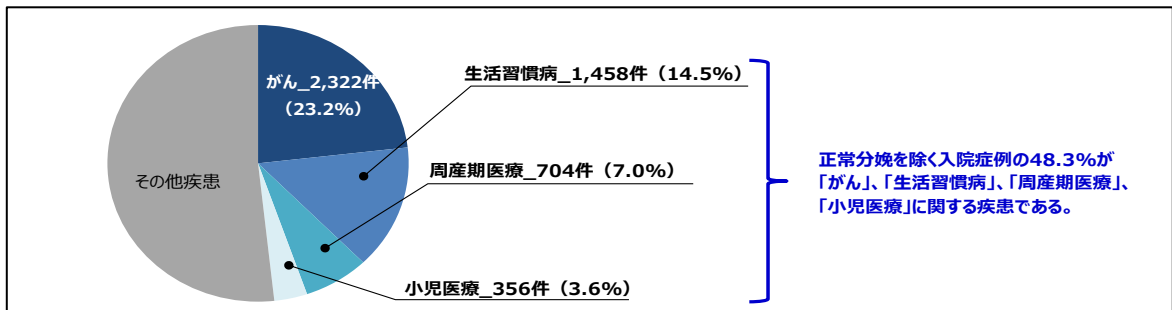 がん_2,322件
（23.2%）
生活習慣病_1,458件（14.5%）
周産期医療_704件（7.0%）
その他疾患
小児医療_356件（3.6%）
正常分娩を除く入院症例の48.3%が
「がん」、「生活習慣病」、「周産期医療」、
「小児医療」に関する疾患である。